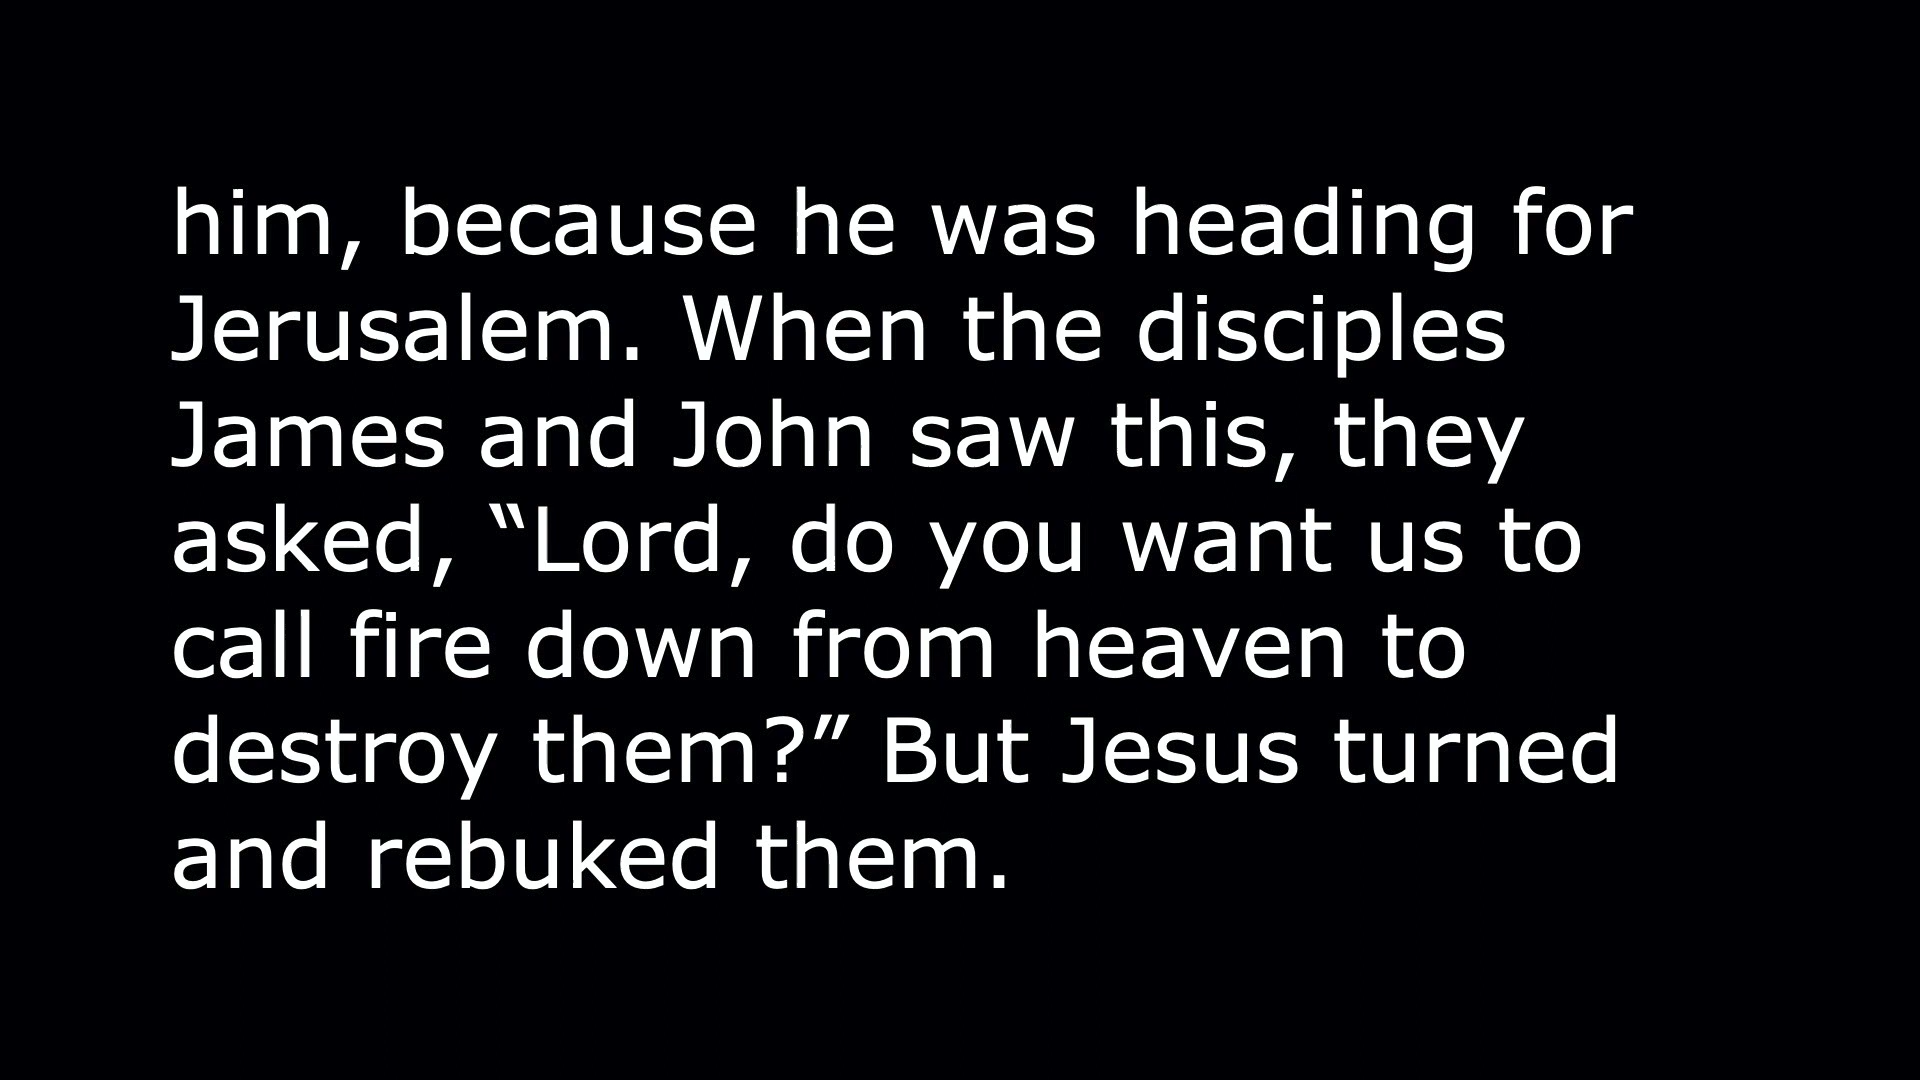 him, because he was heading for
Jerusalem. When the disciples
James and John saw this, they
asked, “Lord, do you want us to
call fire down from heaven to
destroy them?” But Jesus turned
and rebuked them.